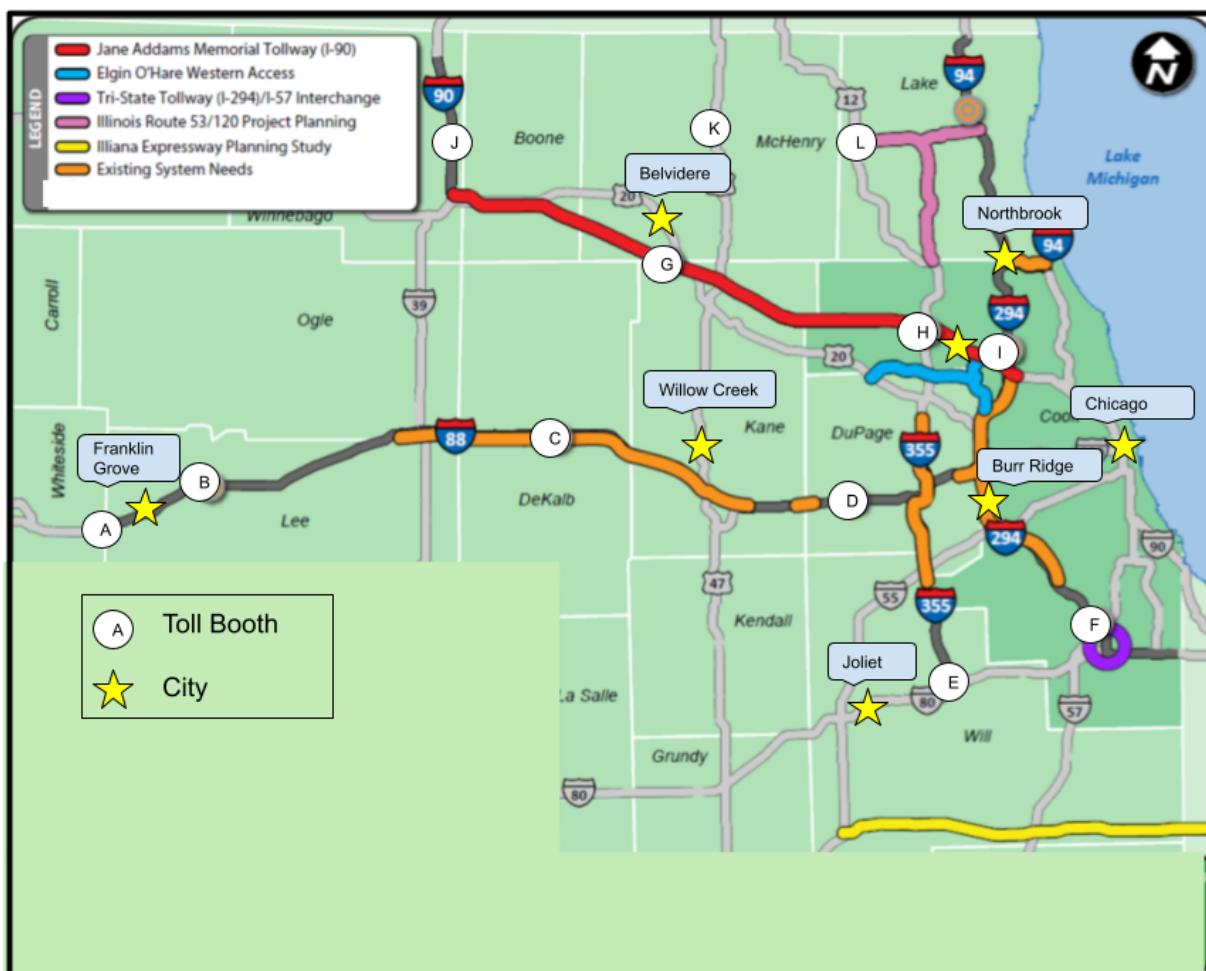 LEGEND
Jane Addams Memorial Tollway (I-90)
Elgin O'Hare Western Access
Tri-State Tollway (I-294)/I-57 Interchange
Illinois Route 53/120 Project Planning
Illiana Expressway Planning Study
Existing System Needs
N
94
Lake
90
12
K
J
Boone
McHenry
L
Lake
Michigan
Belvidere
20
Northbrook
Winnebago
94
G
Carroll
39
Ogle
294
H
I
20
Willow Creek
Chicago
Kane
Cook
DuPage
Whiteside
Franklin
Grove
88
C
355
Burr Ridge
B
DeKalb
D
A
Lee
294
90
47
55
355
A
Toll Booth
Kendall
F
Joliet
City
La Salle
E
80
57
Will
Grundy
80